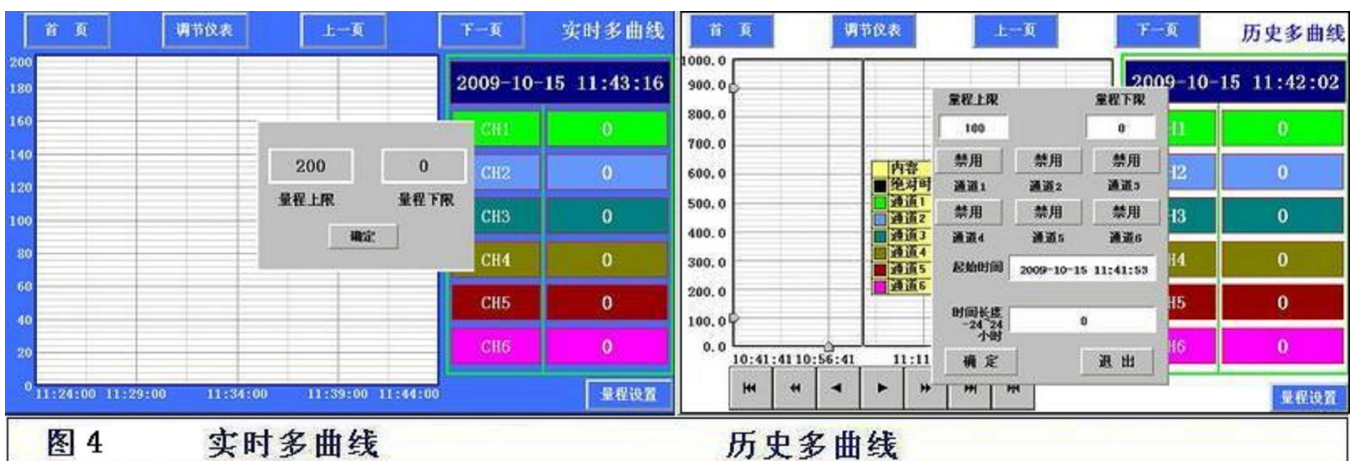 首 页 调节仪表 上一页 下一页 实时多曲线
200
180
160
140
120
100
80
60
40
20
0
11:24:00 11:29:00 11:34:00 11:39:00 11:44:00
200 0
量程上限 量程下限
确定
2009-10-15 11:43:16
CH1 0
CH2 0
CH3 0
CH4 0
CH5 0
CH6 0
量程设置
首 页 调节仪表 上一页 下一页 历史多曲线
1000.0
900.0
800.0
700.0
600.0
500.0
400.0
300.0
200.0
100.0
0.0
10:41:41 10:56:41 11:11
内容
绝对时
通道1
通道2
通道3
通道4
通道5
通道6
量程上限 量程下限
100 0
禁用 禁用 禁用
通道1 通道2 通道3
禁用 禁用 禁用
通道4 通道5 通道6
起始时间 2009-10-15 11:41:53
时间长度
-24~24 0
小时
确 定 退 出
2009-10-15 11:42:02
H1 0
H2 0
H3 0
H4 0
H5 0
H6 0
量程设置
图 4 实时多曲线 历史多曲线